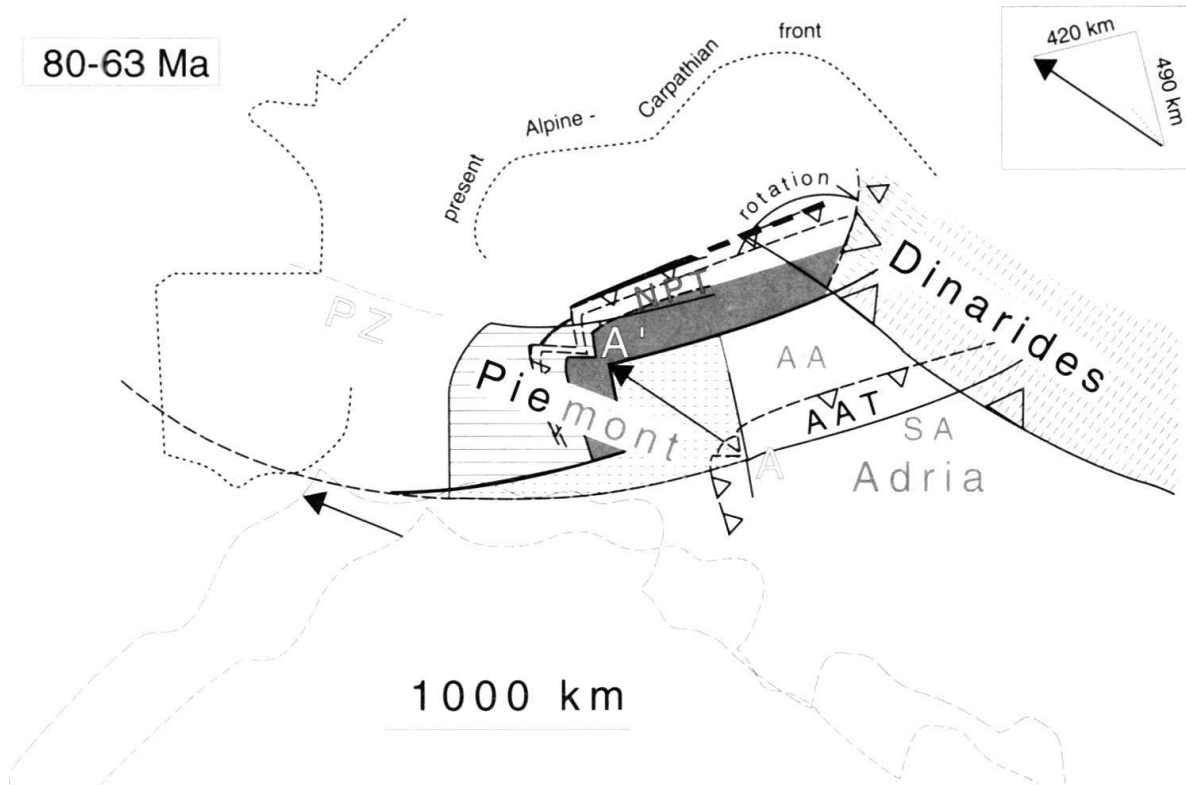 80-63 Ma
present
Alpine -
Carpathian
front
420 km
490 km
rotation
Dinarides
PZ
NPT
A'
Piemont
AA
AAT
SA
A
Adria
1000 km